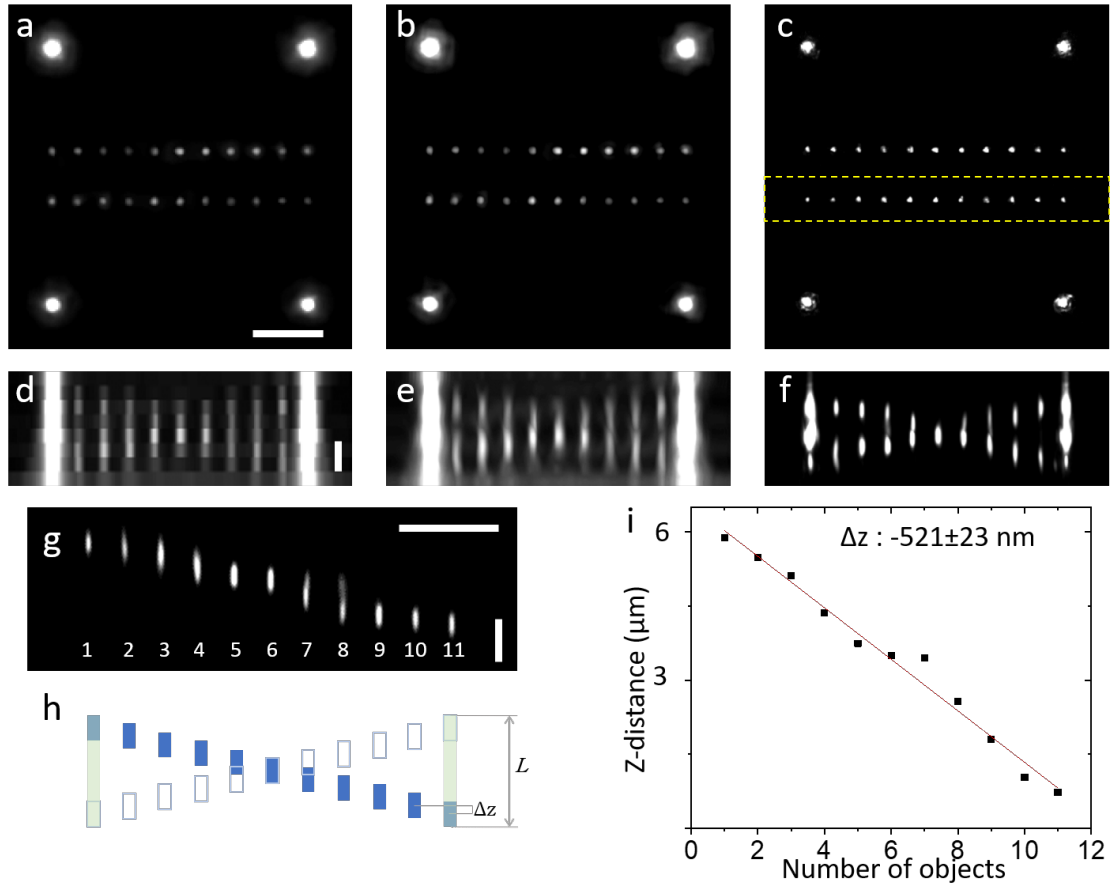 a
b
c
d
e
f
g
1 2 3 4 5 6 7 8 9 10 11
h
L
Δz
i
Δz : -521±23 nm
Z-distance (μm)
6
3
0 2 4 6 8 10 12
Number of objects